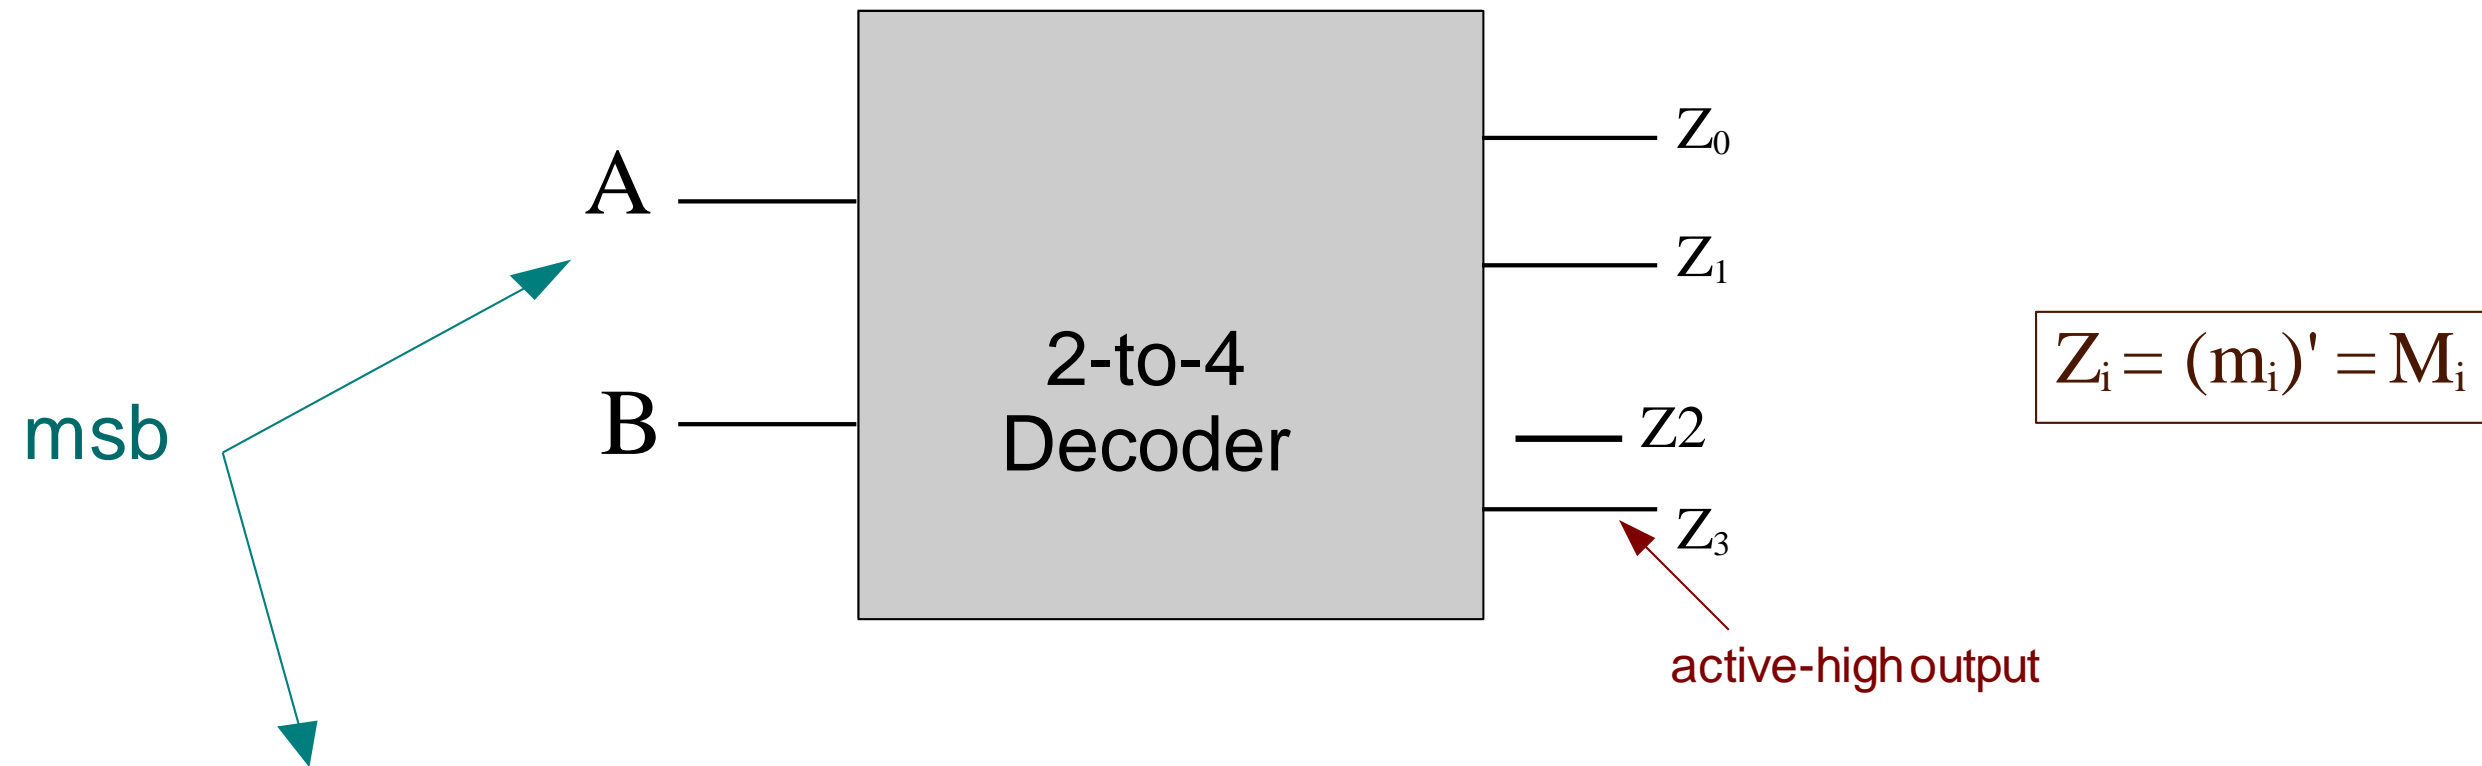 A
B
msb
2-to-4
Decoder
Z₀
Z₁
Z2
Z₃
active-high output
Zᵢ = (mᵢ)' = Mᵢ